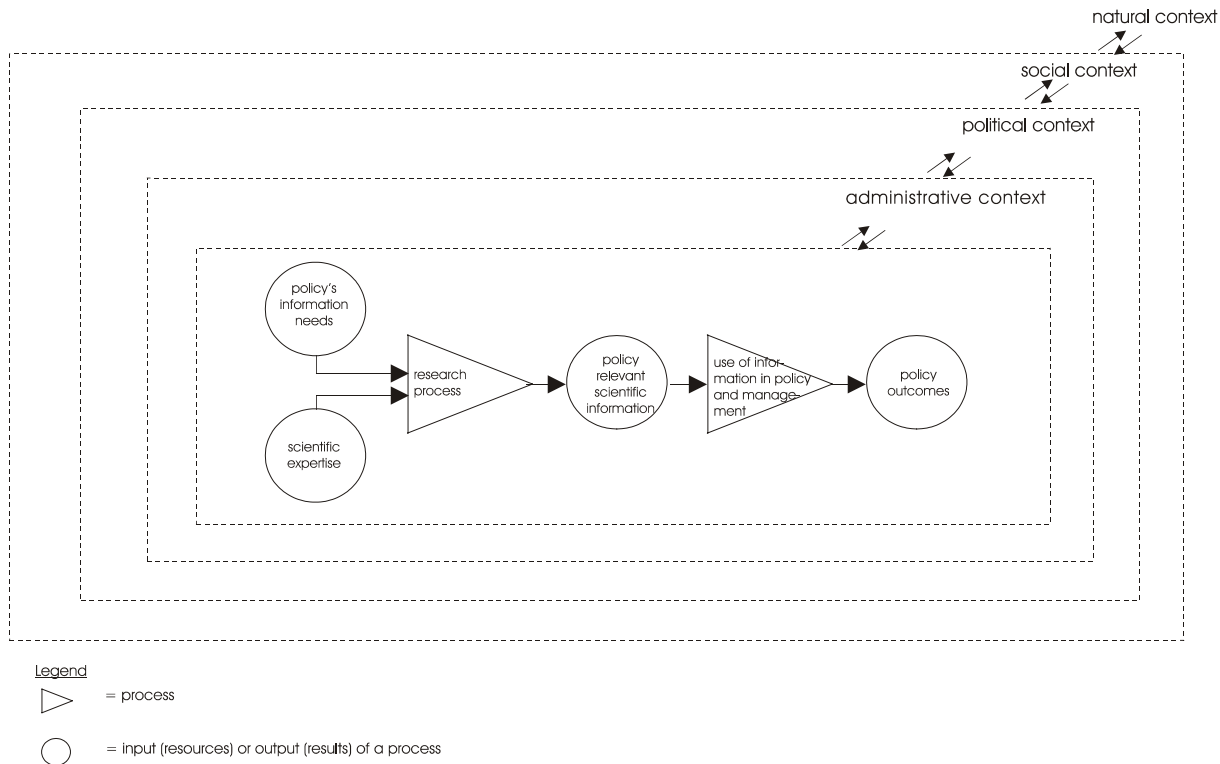 natural context
social context
political context
administrative context
policy's
information
needs
research
process
scientific
expertise
policy
relevant
scientific
information
use of infor-
mation in policy
and manage-
ment
policy
outcomes
Legend
= process
= input (resources) or output (results) of a process